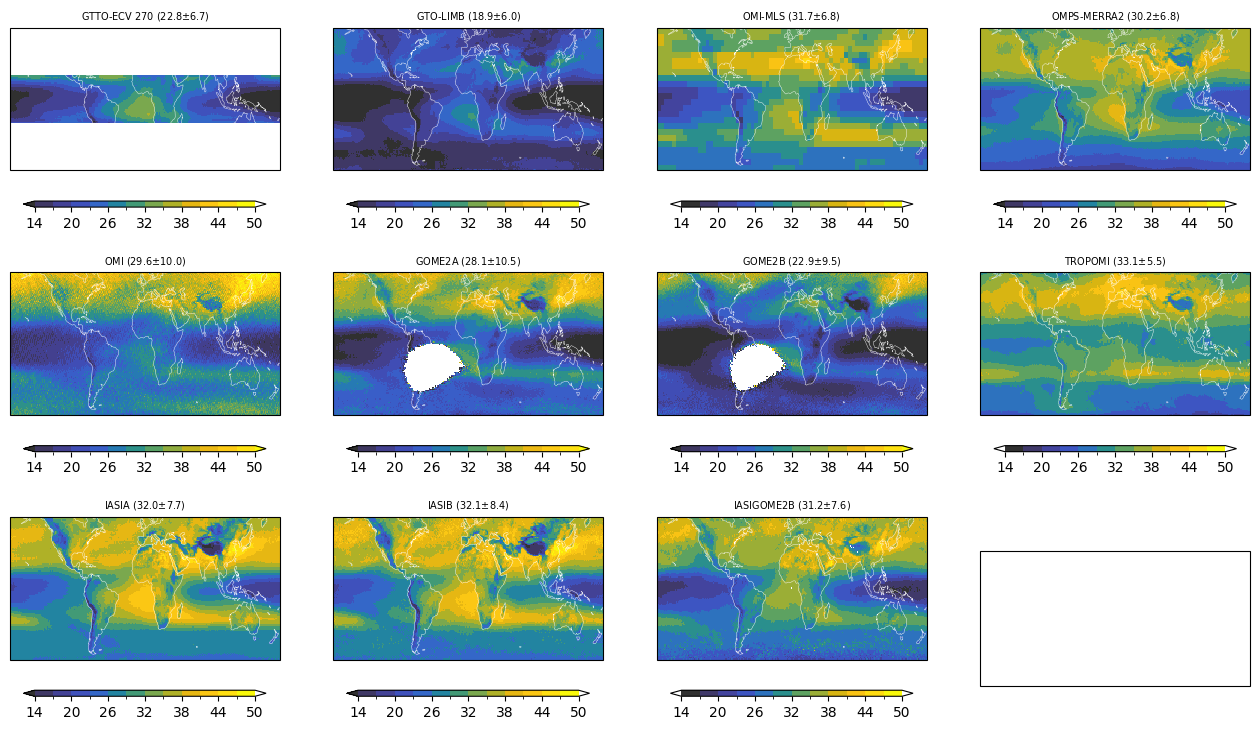 GTTO-ECV 270 (22.8±6.7)
GTO-LIMB (18.9±6.0)
OMI-MLS (31.7±6.8)
OMPS-MERRA2 (30.2±6.8)
14 20 26 32 38 44 50
14 20 26 32 38 44 50
14 20 26 32 38 44 50
14 20 26 32 38 44 50
OMI (29.6±10.0)
GOME2A (28.1±10.5)
GOME2B (22.9±9.5)
TROPOMI (33.1±5.5)
14 20 26 32 38 44 50
14 20 26 32 38 44 50
14 20 26 32 38 44 50
14 20 26 32 38 44 50
IASIA (32.0±7.7)
IASIB (32.1±8.4)
IASIGOME2B (31.2±7.6)
14 20 26 32 38 44 50
14 20 26 32 38 44 50
14 20 26 32 38 44 50